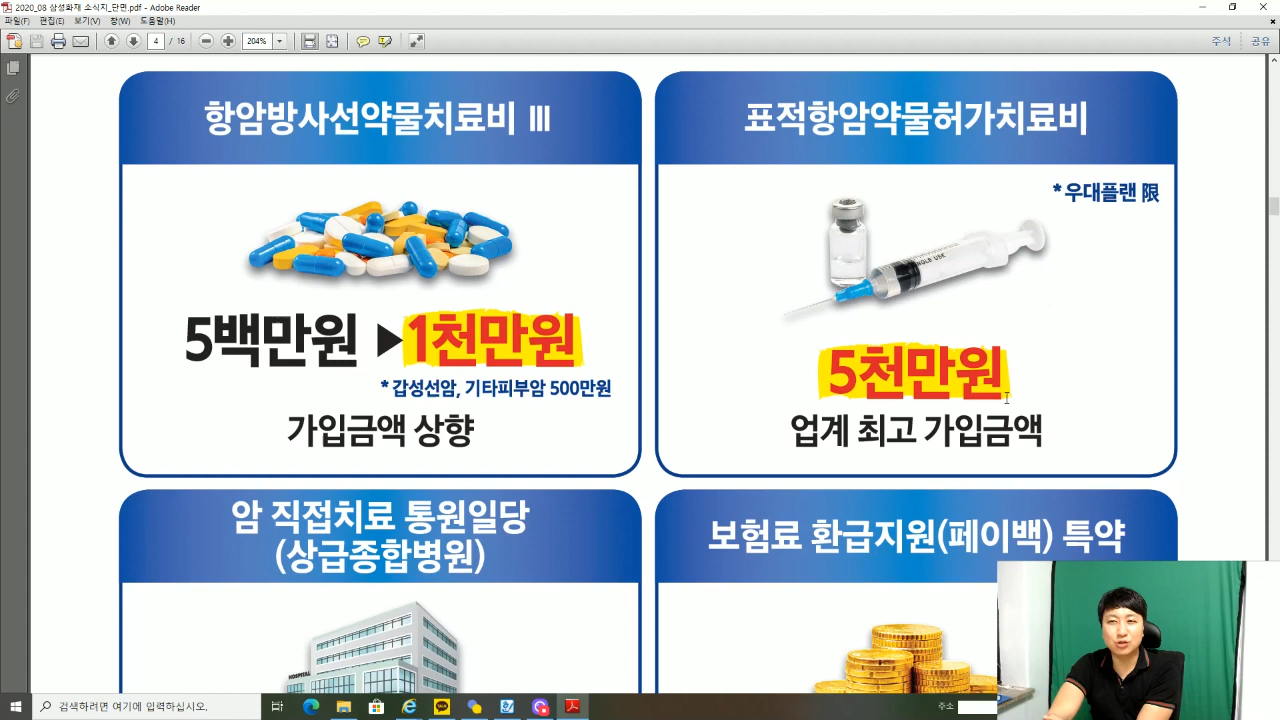 2020_08 삼성화재 소식지_단면.pdf - Adobe Reader
파일(F) 편집(E) 보기(V) 창(W) 도움말(H)
4 / 16 204% 주석 공유
항암방사선약물치료비 Ⅲ
5백만원 ▶ 1천만원
* 갑성선암, 기타피부암 500만원
가입금액 상향
표적항암약물허가치료비
* 우대플랜 限
SINGLE USE
5천만원
업계 최고 가입금액
암 직접치료 통원일당
(상급종합병원)
HOSPITAL
보험료 환급지원(페이백) 특약
검색하려면 여기에 입력하십시오.
TALK
주소